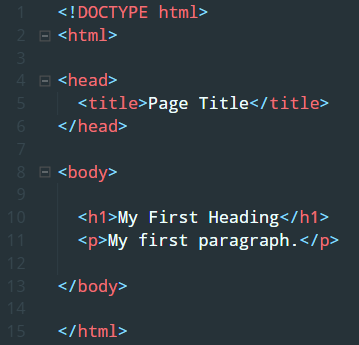 1 <!DOCTYPE html>
2 <html>
3
4 <head>
5 <title>Page Title</title>
6 </head>
7
8 <body>
9
10 <h1>My First Heading</h1>
11 <p>My first paragraph.</p>
12
13 </body>
14
15 </html>